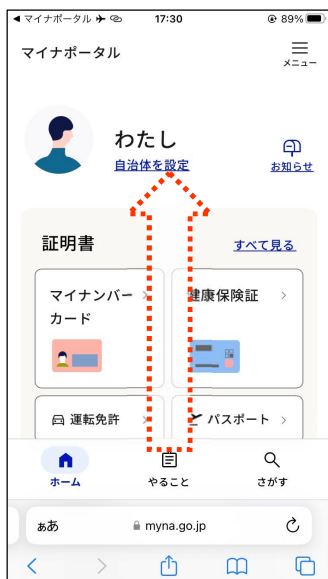 マイナポータル
17:30
89%
マイナポータル
メニュー
わたし
自治体を設定
お知らせ
証明書
すべて見る
マイナンバー
カード
健康保険証
運転免許
パスポート
ホーム
やること
さがす
ぁあ
myna.go.jp